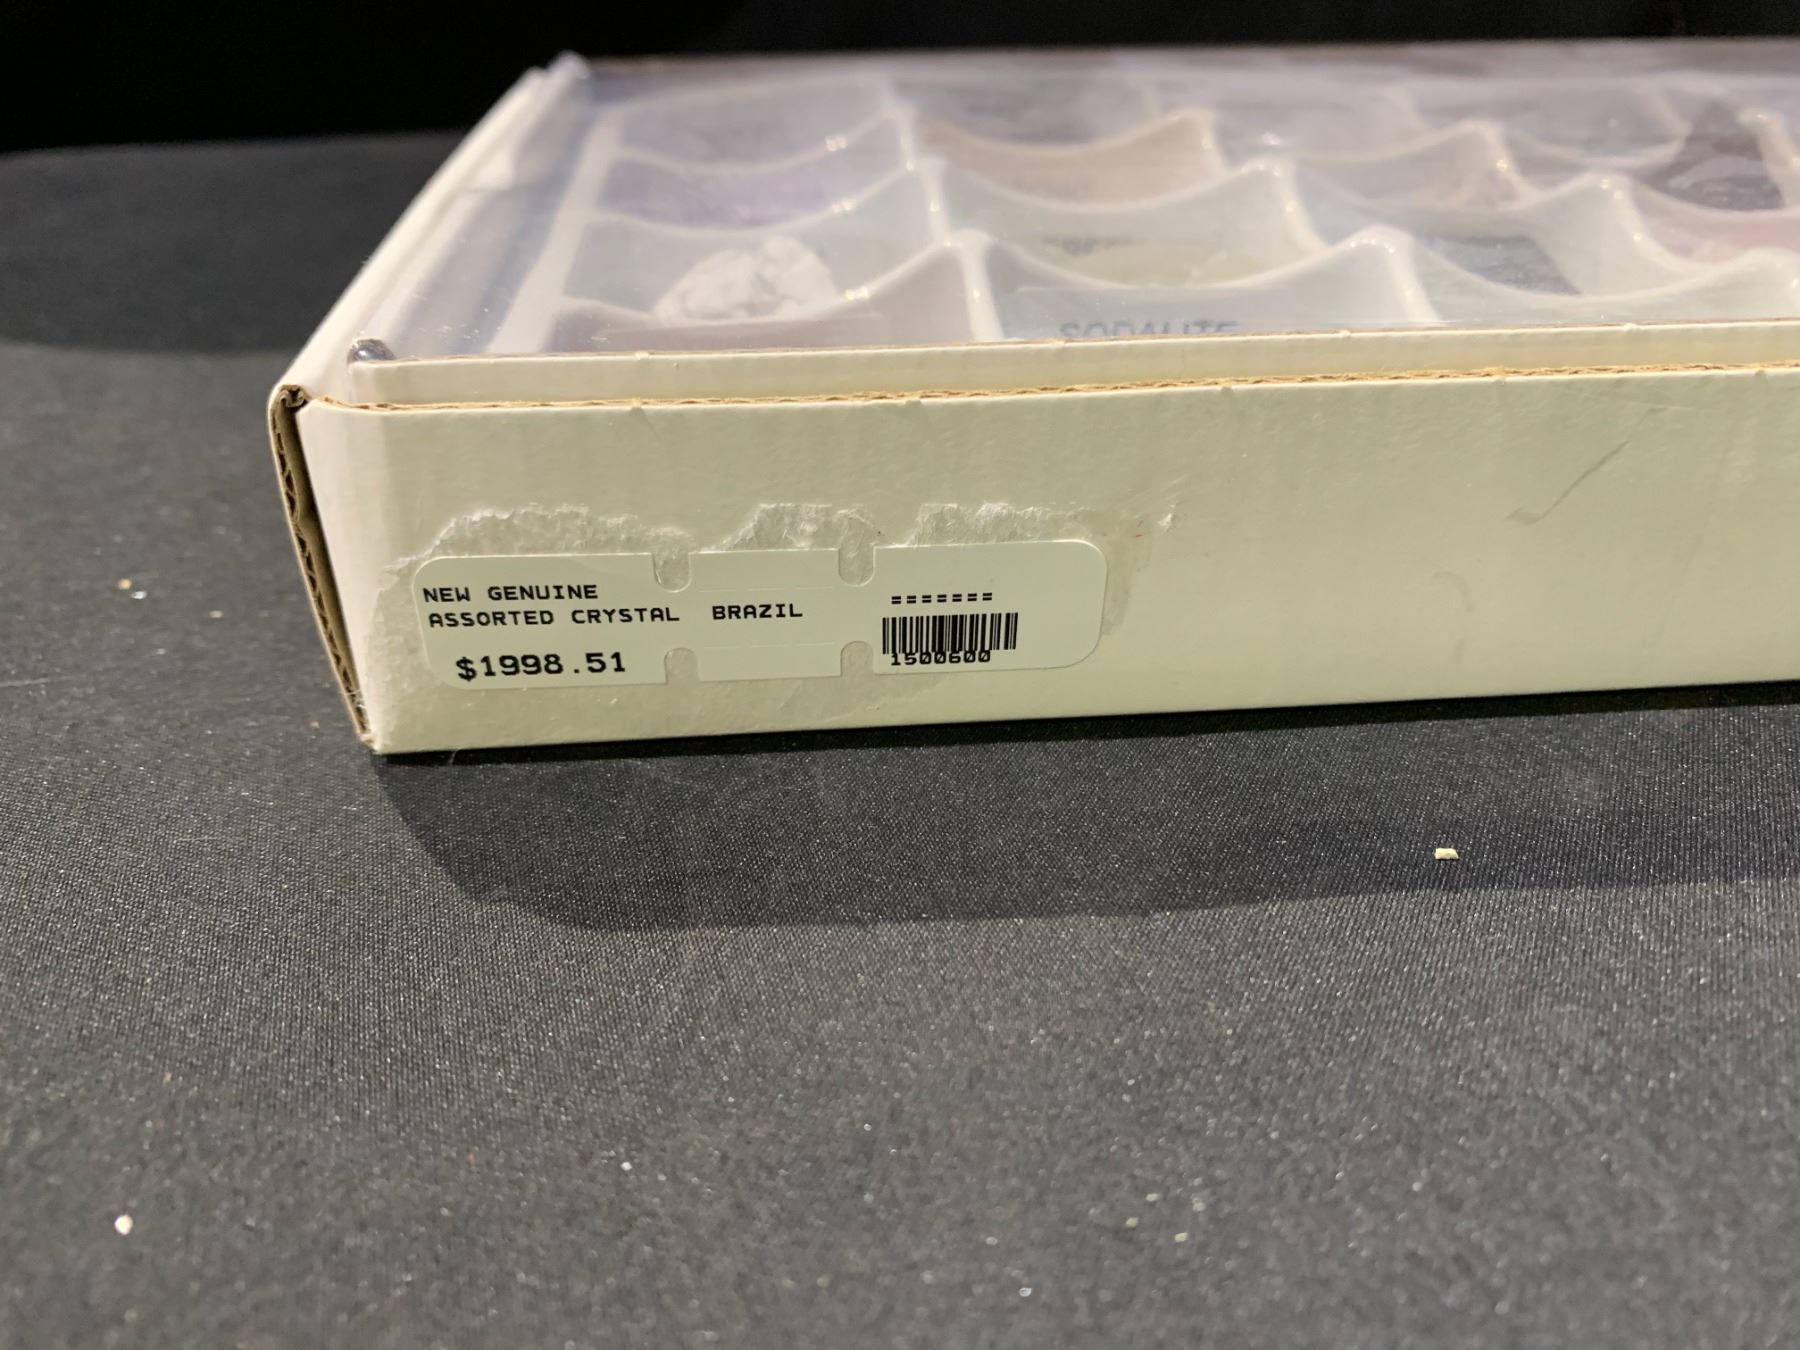 SODALITE
NEW GENUINE
ASSORTED CRYSTAL BRAZIL
$1998.51
=======
1500600